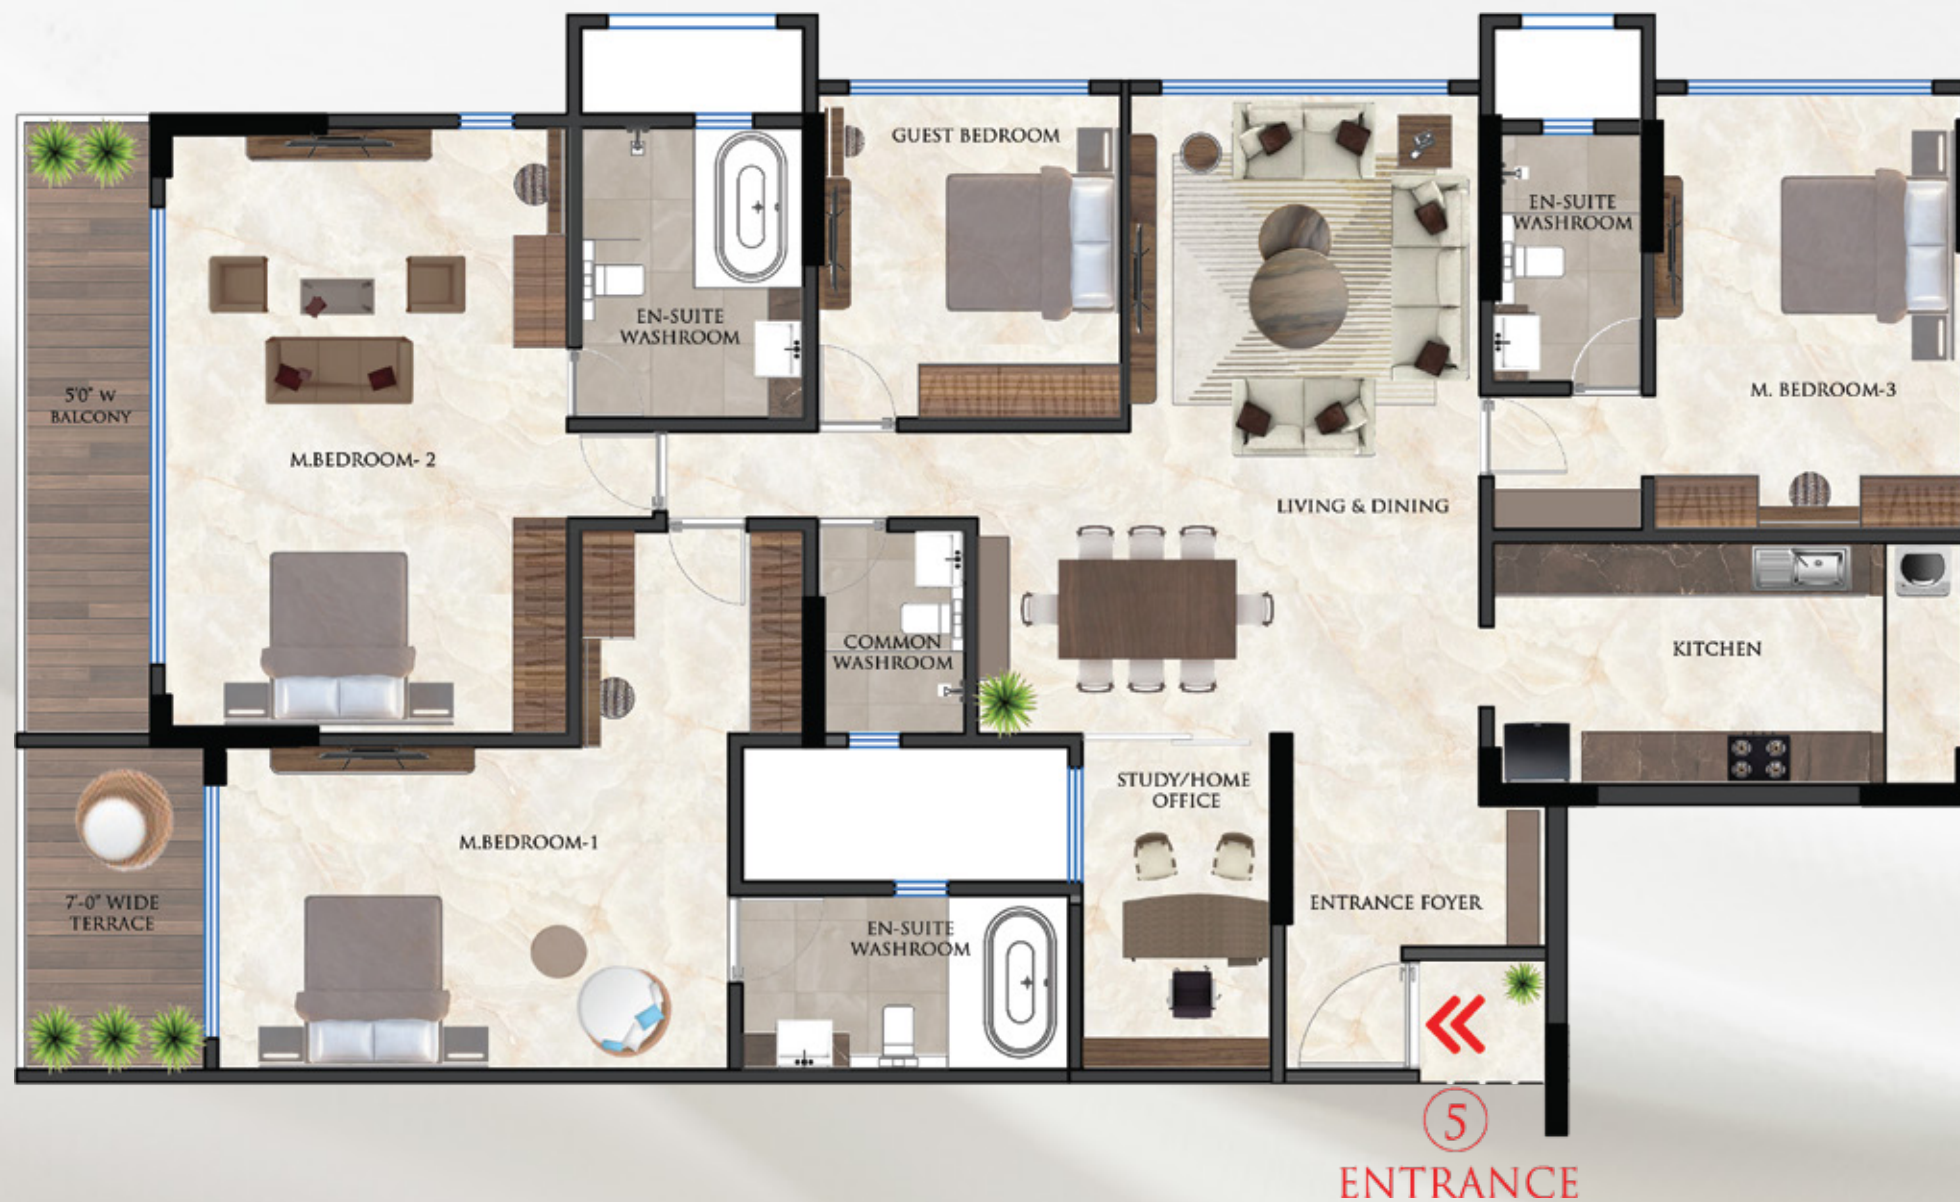 GUEST BEDROOM
EN-SUITE
WASHROOM
EN-SUITE
WASHROOM
5'0" W
BALCONY
M. BEDROOM-3
M.BEDROOM- 2
LIVING & DINING
COMMON
WASHROOM
KITCHEN
STUDY/HOME
OFFICE
M.BEDROOM-1
7'-0" WIDE
TERRACE
EN-SUITE
WASHROOM
ENTRANCE FOYER
5
ENTRANCE